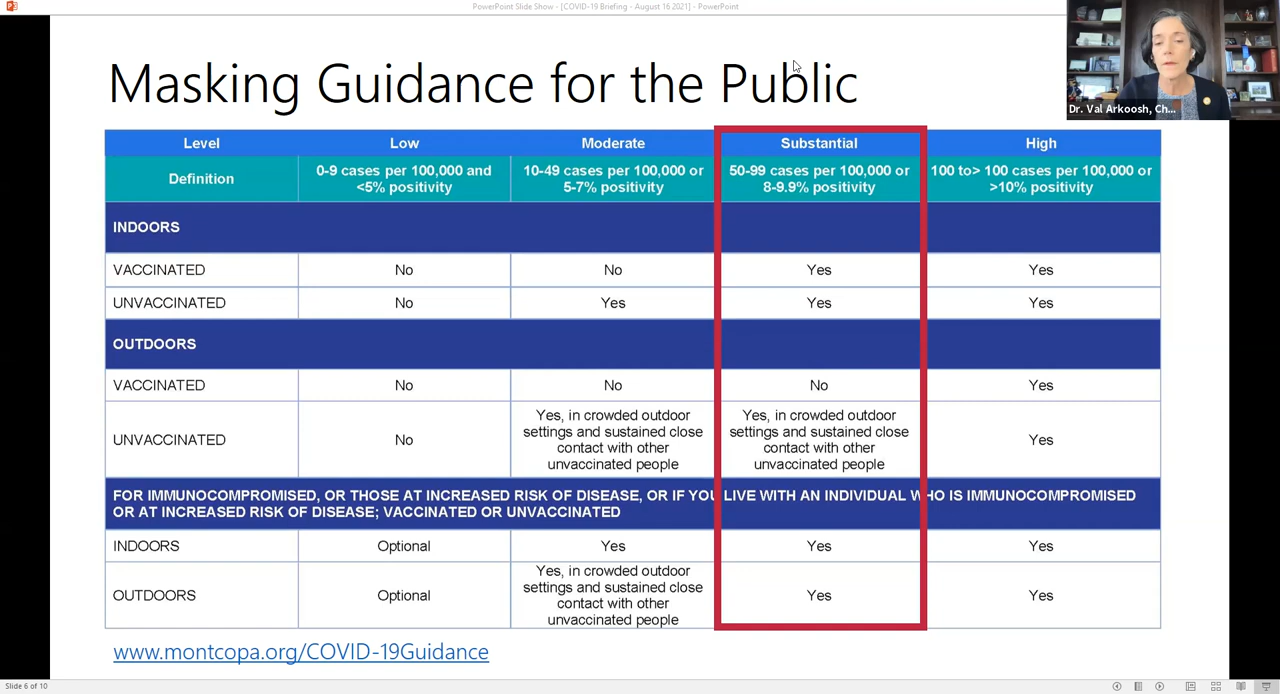 PowerPoint Slide Show - [COVID-19 Briefing - August 16 2021] - PowerPoint
Dr. Val Arkoosh, Ch...
Masking Guidance for the Public
Level Low Moderate Substantial High
Definition
0-9 cases per 100,000 and
<5% positivity
10-49 cases per 100,000 or
5-7% positivity
50-99 cases per 100,000 or
8-9.9% positivity
100 to> 100 cases per 100,000 or
>10% positivity
INDOORS
VACCINATED No No Yes Yes
UNVACCINATED No Yes Yes Yes
OUTDOORS
VACCINATED No No No Yes
UNVACCINATED
No
Yes, in crowded outdoor
settings and sustained close
contact with other
unvaccinated people
Yes, in crowded outdoor
settings and sustained close
contact with other
unvaccinated people
Yes
FOR IMMUNOCOMPROMISED, OR THOSE AT INCREASED RISK OF DISEASE, OR IF YOU LIVE WITH AN INDIVIDUAL WHO IS IMMUNOCOMPROMISED
OR AT INCREASED RISK OF DISEASE; VACCINATED OR UNVACCINATED
INDOORS Optional Yes Yes Yes
OUTDOORS
Optional
Yes, in crowded outdoor
settings and sustained close
contact with other
unvaccinated people
Yes
Yes
www.montcopa.org/COVID-19Guidance
Slide 6 of 10